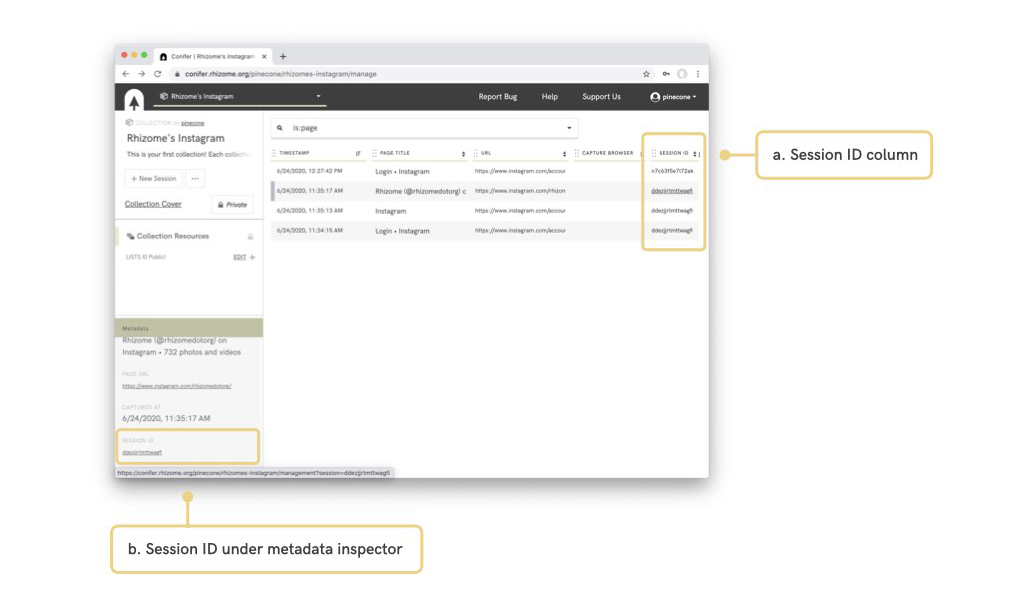 Conifer | Rhizome's Instagram
conifer.rhizome.org/pinecone/rhizomes-instagram/manage
Rhizome's Instagram
Report Bug
Help
Support Us
pinecone
COLLECTION by pinecone
Rhizome's Instagram
This is your first collection! Each collectio
+ New Session
...
Collection Cover
Private
Collection Resources
LISTS (0 Public)
EDIT +
is:page
TIMESTAMP PAGE TITLE URL CAPTURE BROWSER SESSION ID
6/24/2020, 12:27:42 PM Login • Instagram https://www.instagram.com/accour n7c63f5e7l72ak
6/24/2020, 11:35:17 AM Rhizome (@rhizomedotorg) c https://www.instagram.com/rhizon ddezjjrtmttwagfi
6/24/2020, 11:35:13 AM Instagram https://www.instagram.com/accour ddezjjrtmttwagfi
6/24/2020, 11:34:15 AM Login • Instagram https://www.instagram.com/accour ddezjjrtmttwagfi
Metadata
Rhizome (@rhizomedotorg) on
Instagram • 732 photos and videos
PAGE URL
https://www.instagram.com/rhizomedotorg/
CAPTURED AT
6/24/2020, 11:35:17 AM
SESSION ID
ddezjjrtmttwagfi
https://conifer.rhizome.org/pinecone/rhizomes-instagram/management?session=ddezjjrtmttwagfi
a. Session ID column
b. Session ID under metadata inspector